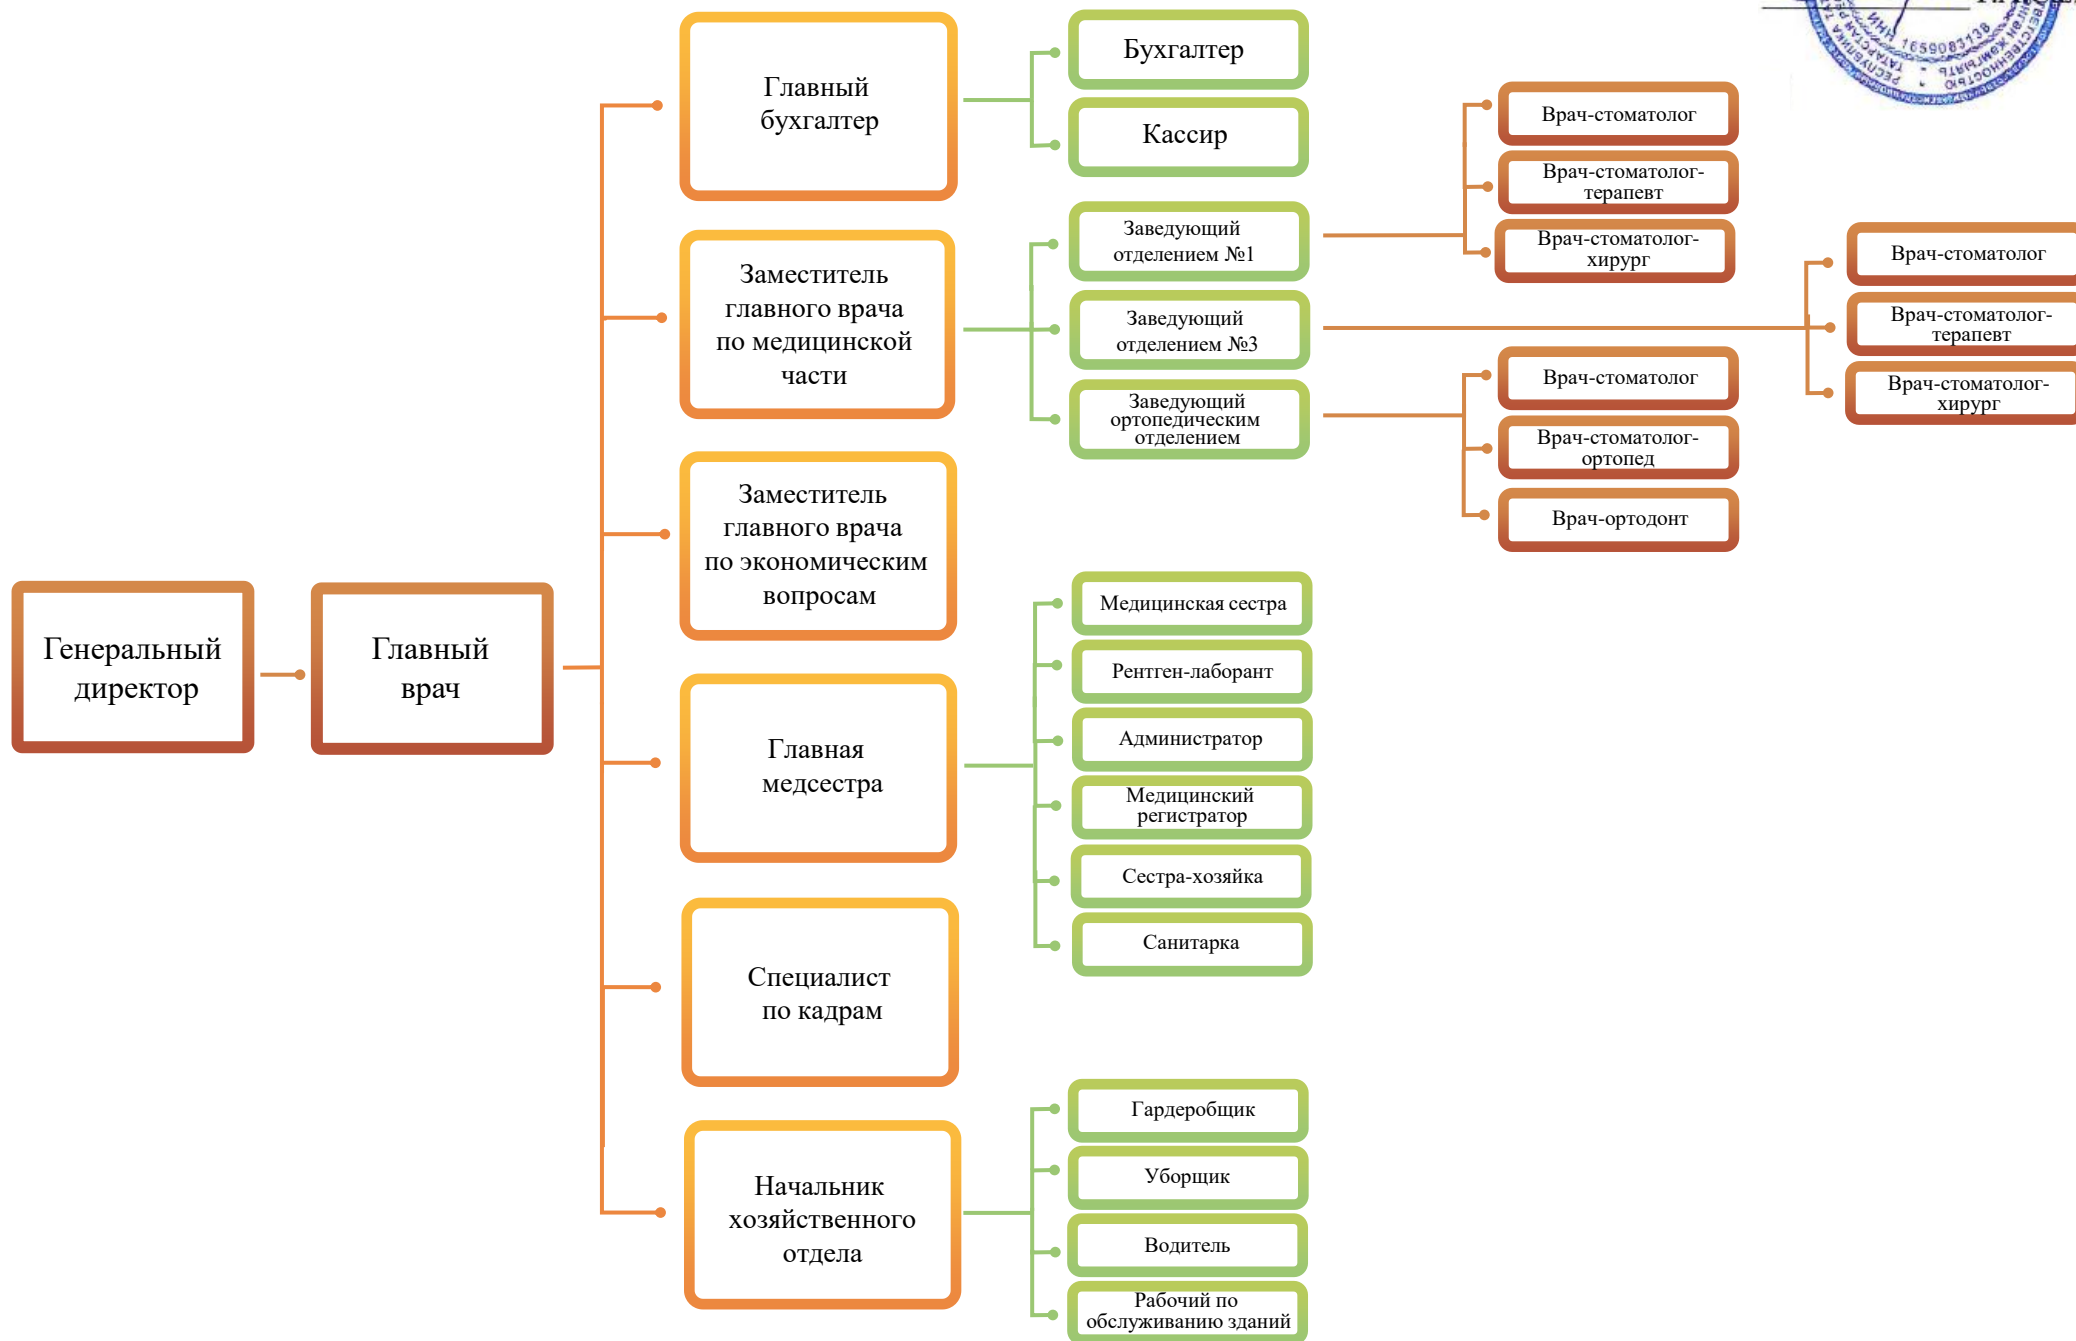 Генеральный
директор
Главный
врач
Главный
бухгалтер
Заместитель
главного врача
по медицинской
части
Заместитель
главного врача
по экономическим
вопросам
Главная
медсестра
Специалист
по кадрам
Начальник
хозяйственного
отдела
Бухгалтер
Кассир
Заведующий
отделением №1
Заведующий
отделением №3
Заведующий
ортопедическим
отделением
Медицинская сестра
Рентген-лаборант
Администратор
Медицинский
регистратор
Сестра-хозяйка
Санитарка
Гардеробщик
Уборщик
Водитель
Рабочий по
обслуживанию зданий
Врач-стоматолог
Врач-стоматолог-
терапевт
Врач-стоматолог-
хирург
Врач-стоматолог
Врач-стоматолог-
ортопед
Врач-ортодонт
Врач-стоматолог
Врач-стоматолог-
терапевт
Врач-стоматолог-
хирург
ИНН 1659083138
РЕСПУБЛИКА